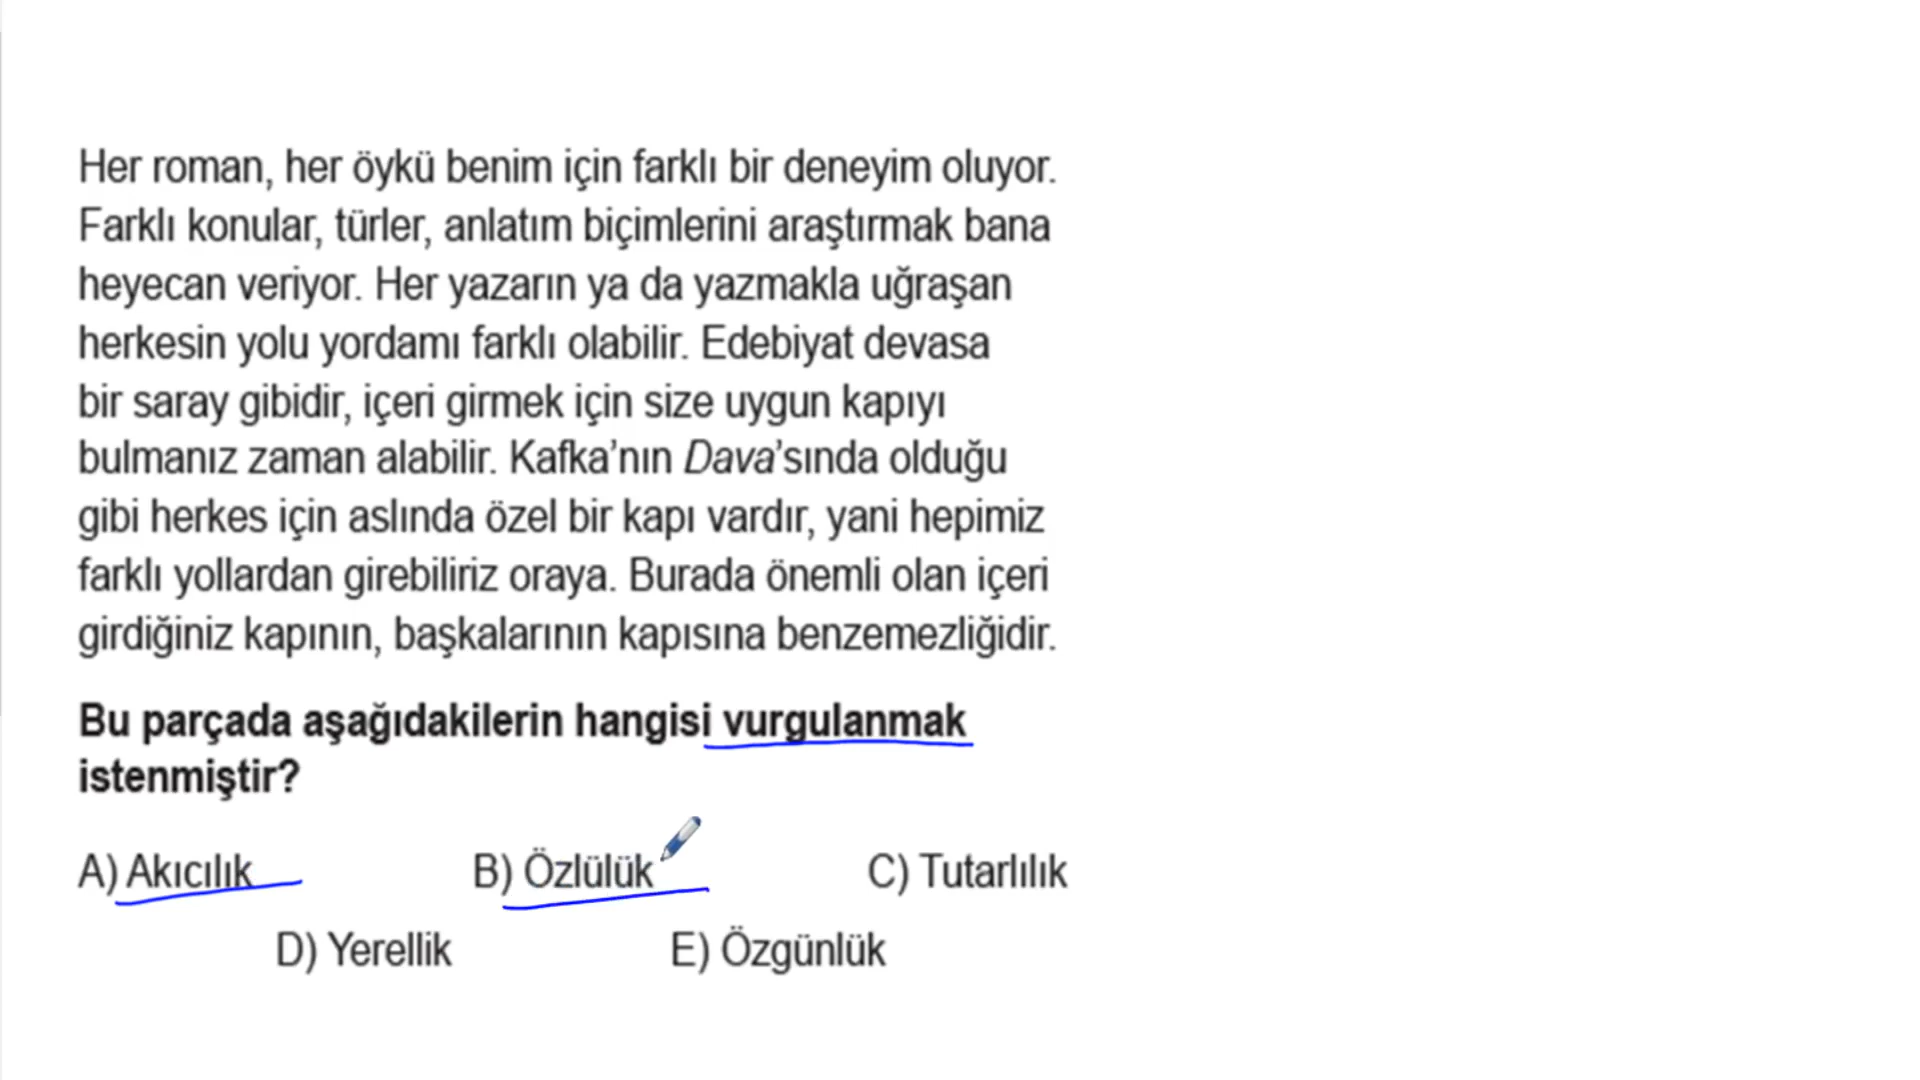 Her roman, her öykü benim için farklı bir deneyim oluyor.
Farklı konular, türler, anlatım biçimlerini araştırmak bana
heyecan veriyor. Her yazarın ya da yazmakla uğraşan
herkesin yolu yordamı farklı olabilir. Edebiyat devasa
bir saray gibidir, içeri girmek için size uygun kapıyı
bulmanız zaman alabilir. Kafka’nın Dava’sında olduğu
gibi herkes için aslında özel bir kapı vardır, yani hepimiz
farklı yollardan girebiliriz oraya. Burada önemli olan içeri
girdiğiniz kapının, başkalarının kapısına benzemezliğidir.
Bu parçada aşağıdakilerin hangisi vurgulanmak
istenmiştir?
A) Akıcılık B) Özlülük C) Tutarlılık
D) Yerellik E) Özgünlük